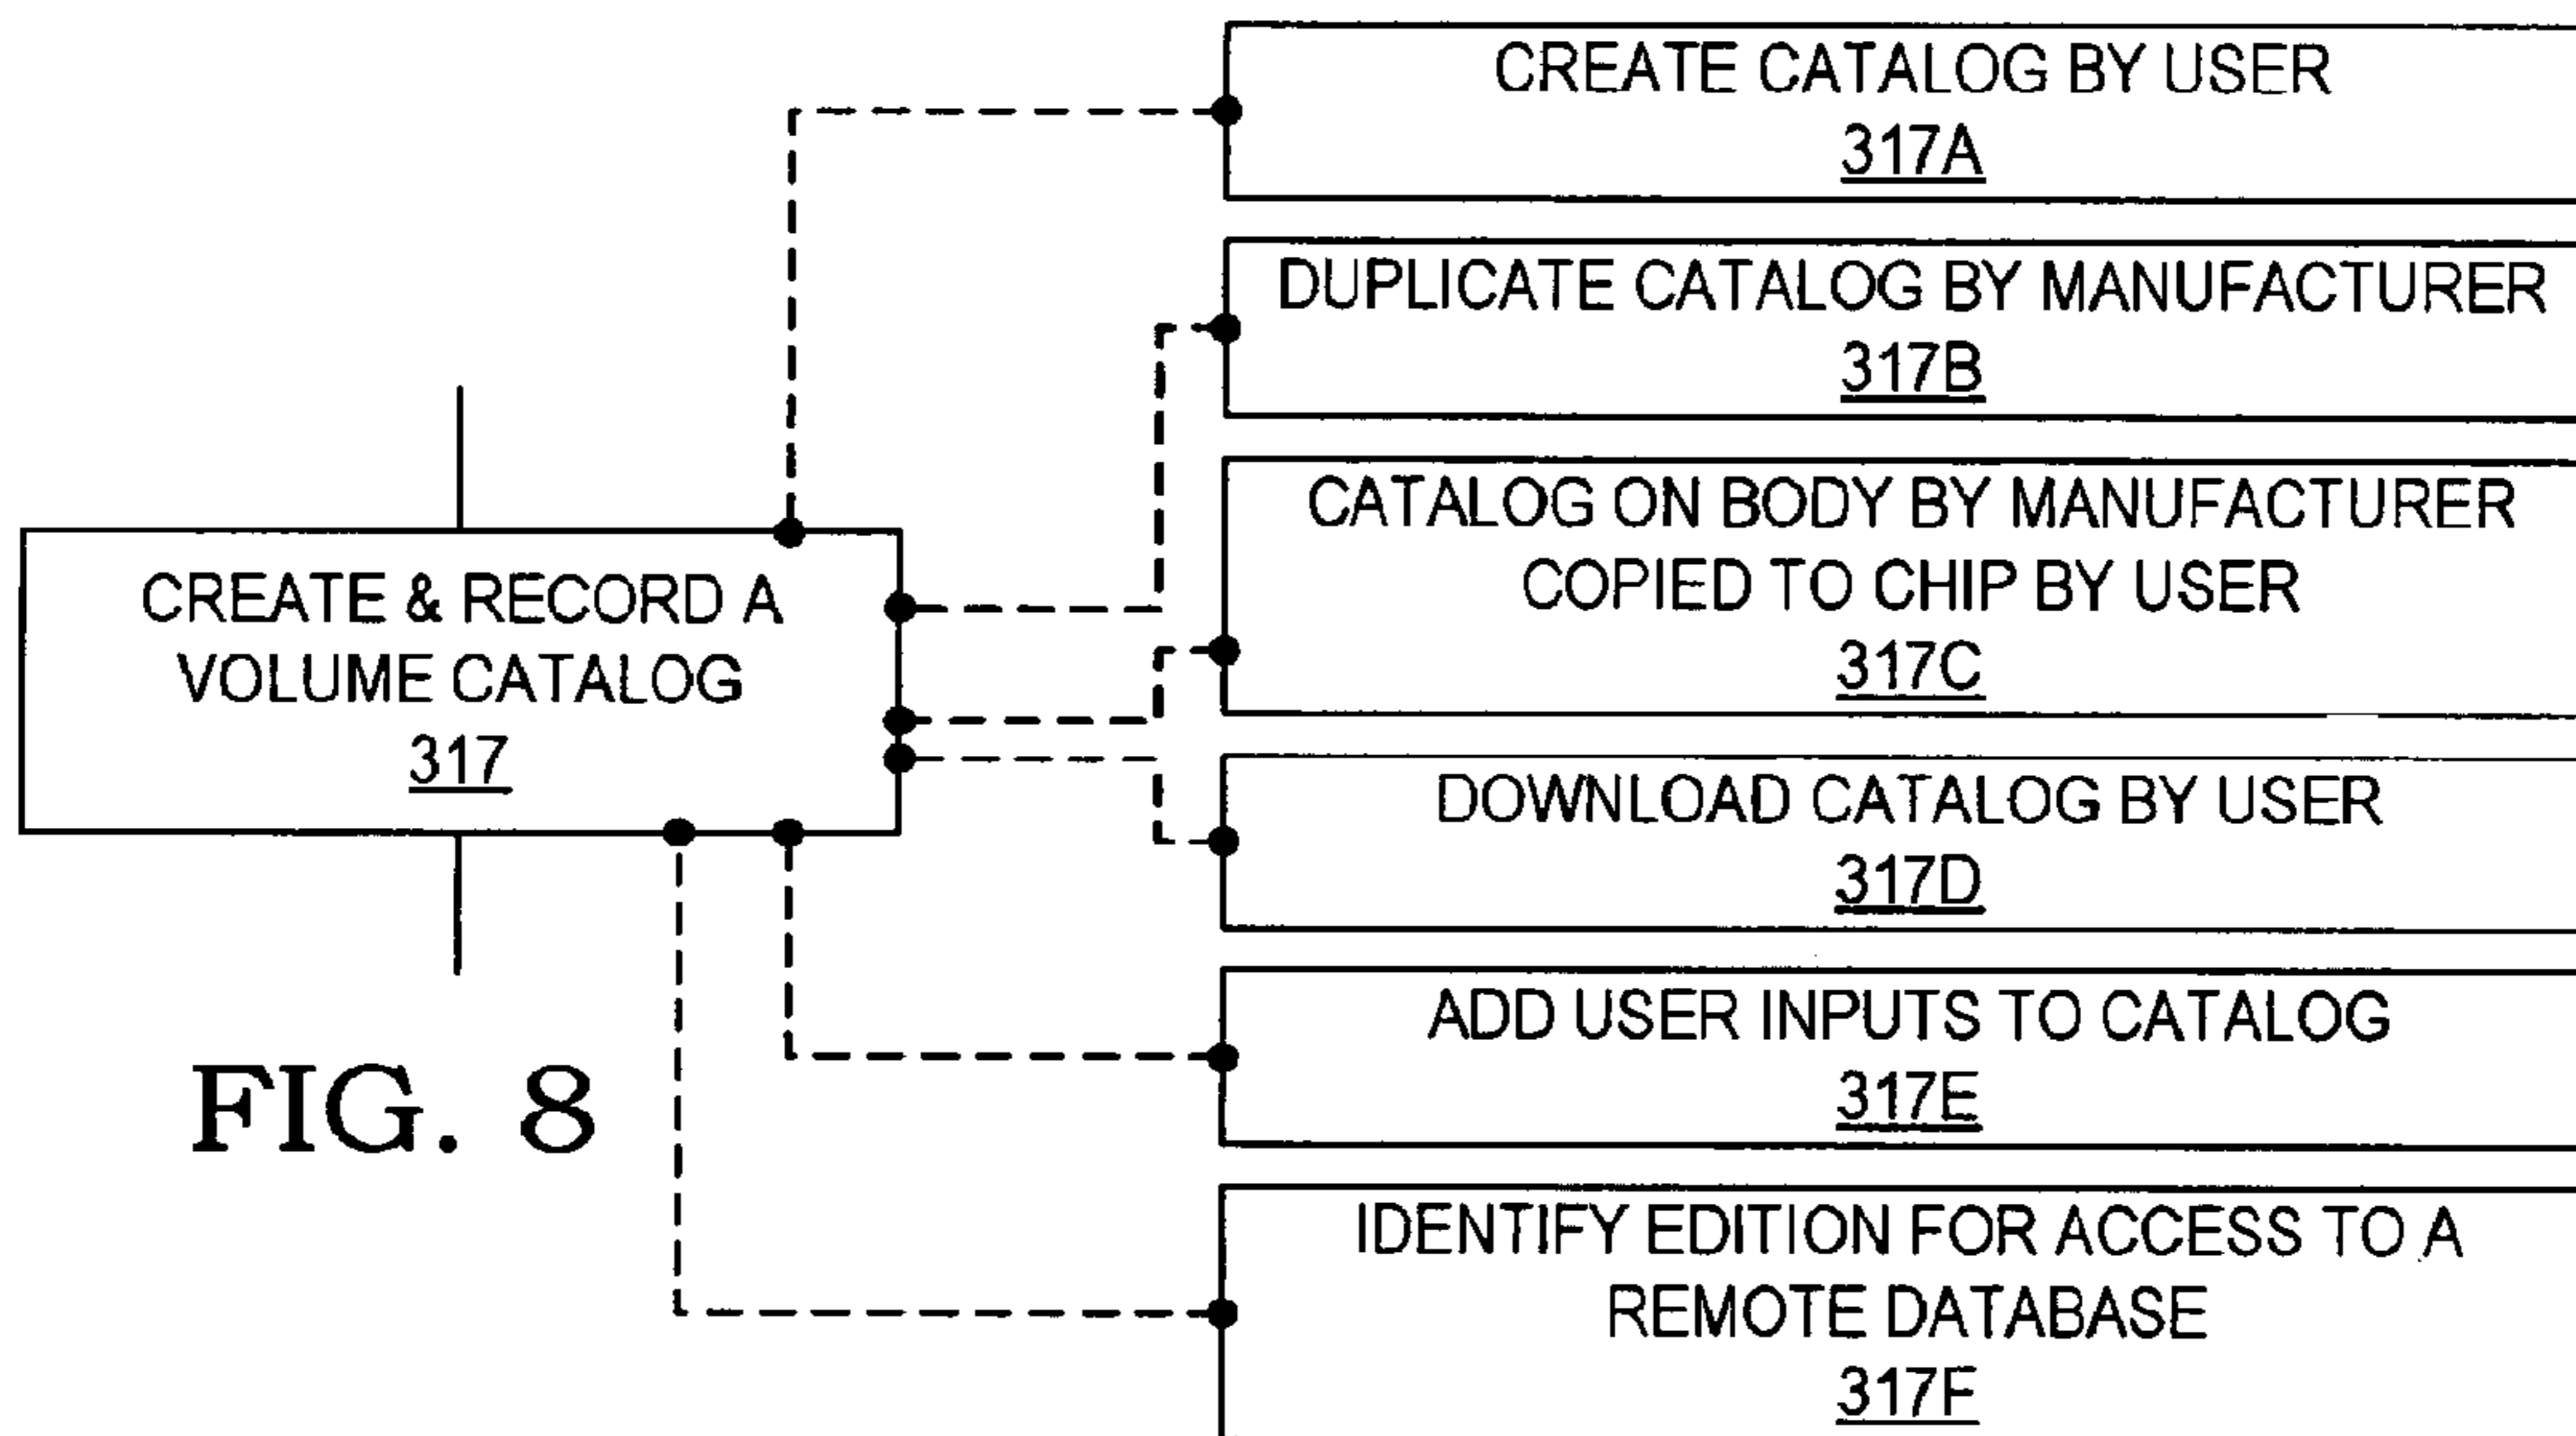 CREATE CATALOG BY USER
317A
DUPLICATE CATALOG BY MANUFACTURER
317B
CATALOG ON BODY BY MANUFACTURER
COPIED TO CHIP BY USER
317C
CREATE & RECORD A
VOLUME CATALOG
317
DOWNLOAD CATALOG BY USER
317D
ADD USER INPUTS TO CATALOG
317E
IDENTIFY EDITION FOR ACCESS TO A
REMOTE DATABASE
317F
FIG. 8